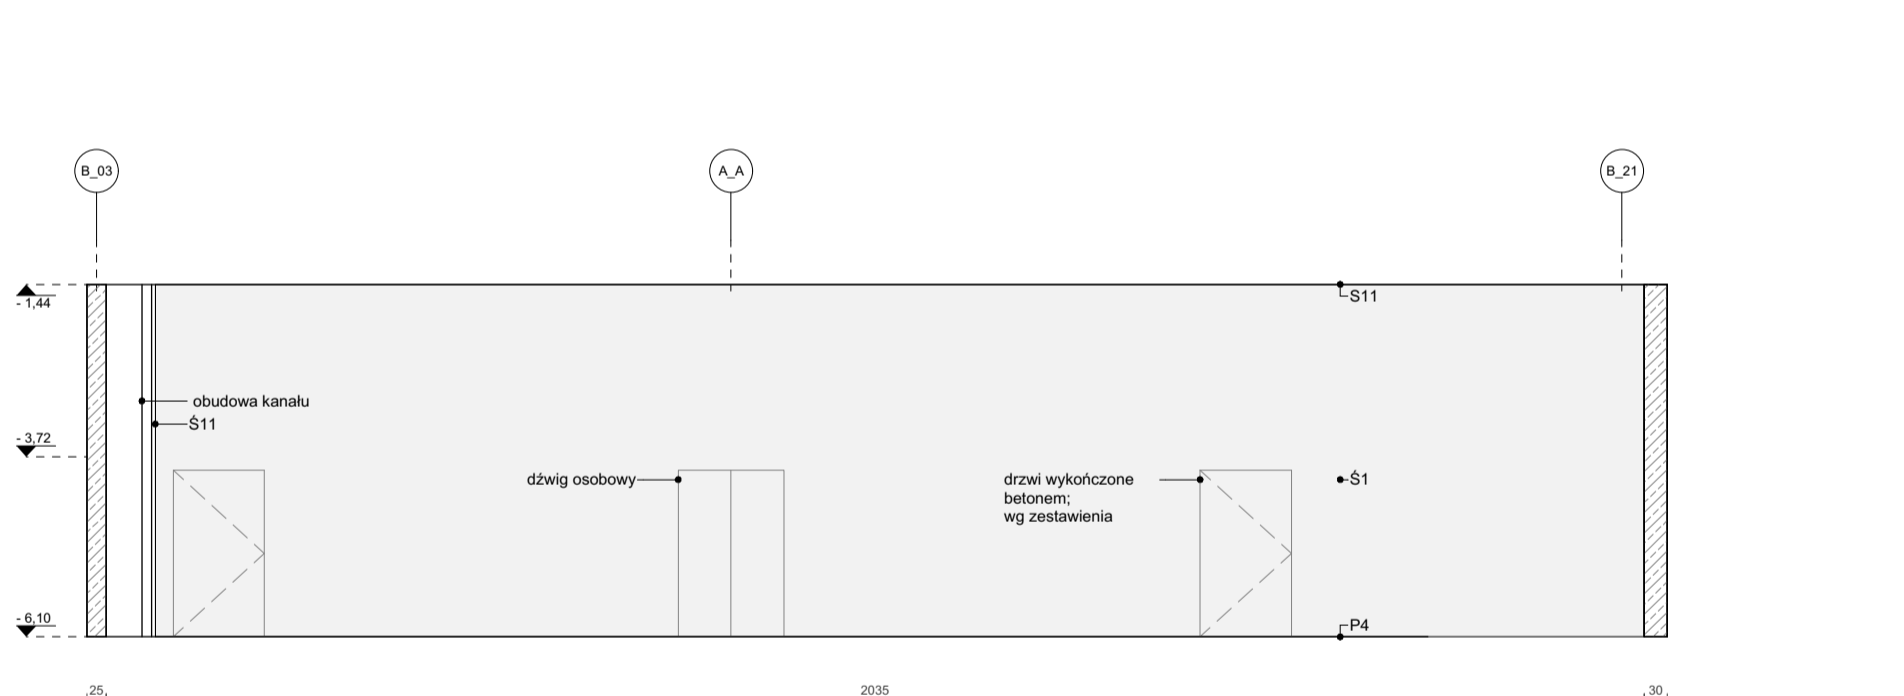 B_03
A_A
B_21
- 1,44
S11
obudowa kanału
Ś11
- 3,72
dźwig osobowy
drzwi wykończone
betonem;
wg zestawienia
Ś1
- 6,10
P4
25
2035
30